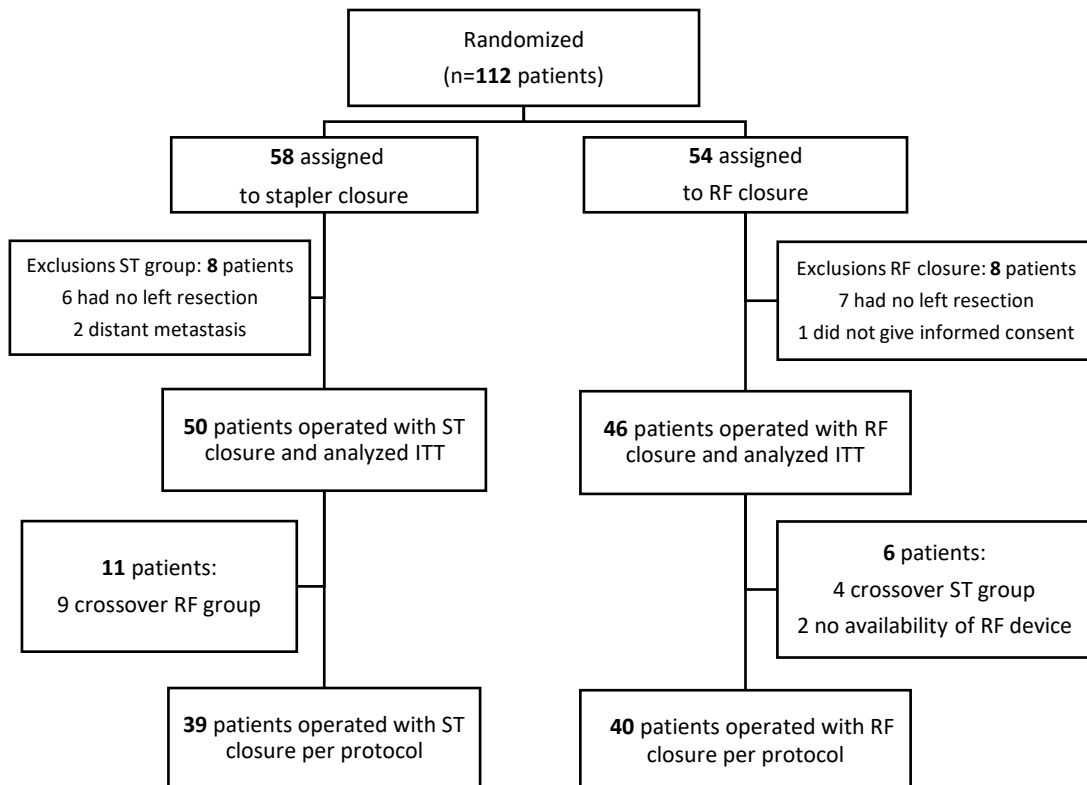 Randomized
(n=112 patients)
58 assigned
to stapler closure
54 assigned
to RF closure
Exclusions ST group: 8 patients
6 had no left resection
2 distant metastasis
Exclusions RF closure: 8 patients
7 had no left resection
1 did not give informed consent
50 patients operated with ST
closure and analyzed ITT
46 patients operated with RF
closure and analyzed ITT
11 patients:
9 crossover RF group
6 patients:
4 crossover ST group
2 no availability of RF device
39 patients operated with ST
closure per protocol
40 patients operated with RF
closure per protocol